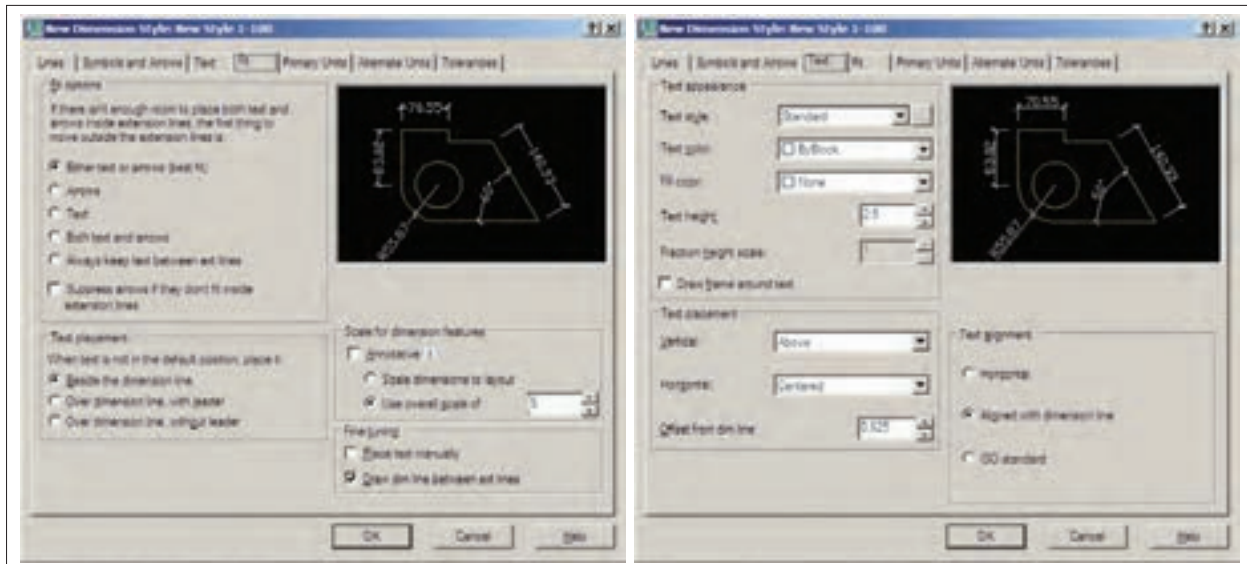 New Dimension Style: New Style 1-100
Lines Symbols and Arrows Text Fit Primary Units Alternate Units Tolerances
Fit options
If there isn't enough room to place both text and
arrows inside extension lines, the first thing to
move outside the extension lines is:
Either text or arrows (best fit)
Arrows
Text
Both text and arrows
Always keep text between ext lines
Suppress arrows if they don't fit inside
extension lines
Text placement
When text is not in the default position, place it:
Beside the dimension line
Over dimension line, with leader
Over dimension line, without leader
60°
Scale for dimension features
Annotative
Scale dimensions to layout
Use overall scale of:
Fine tuning
Place text manually
Draw dim line between ext lines
OK Cancel Help
New Dimension Style: New Style 1-100
Lines Symbols and Arrows Text Fit Primary Units Alternate Units Tolerances
Text appearance
Text style: Standard
Text color: ByBlock
Fill color: None
Text height: 2.5
Fraction height scale:
Draw frame around text
Text placement
Vertical: Above
Horizontal: Centered
Offset from dim line: 0.625
60°
Text alignment
Horizontal
Aligned with dimension line
ISO standard
OK Cancel Help